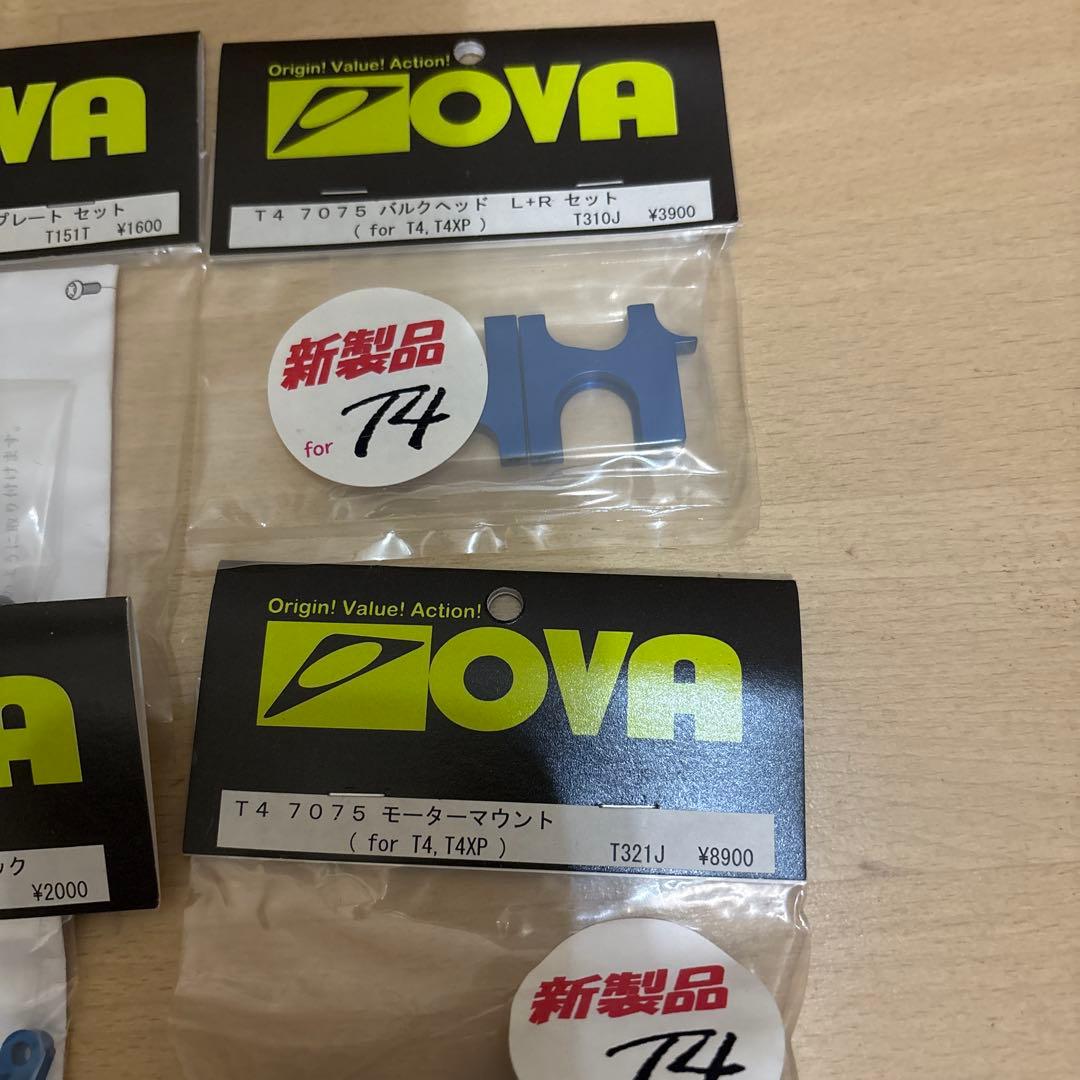 VA
プレート セット
T151T ¥1600
Origin! Value! Action!
OVA
T4 7075 バルクヘッド L+R セット
( for T4, T4XP ) T310J ¥3900
新製品
for T4
Origin! Value! Action!
OVA
T4 7075 モーターマウント
( for T4, T4XP ) T321J ¥8900
新製品
T4
A
ック
¥2000